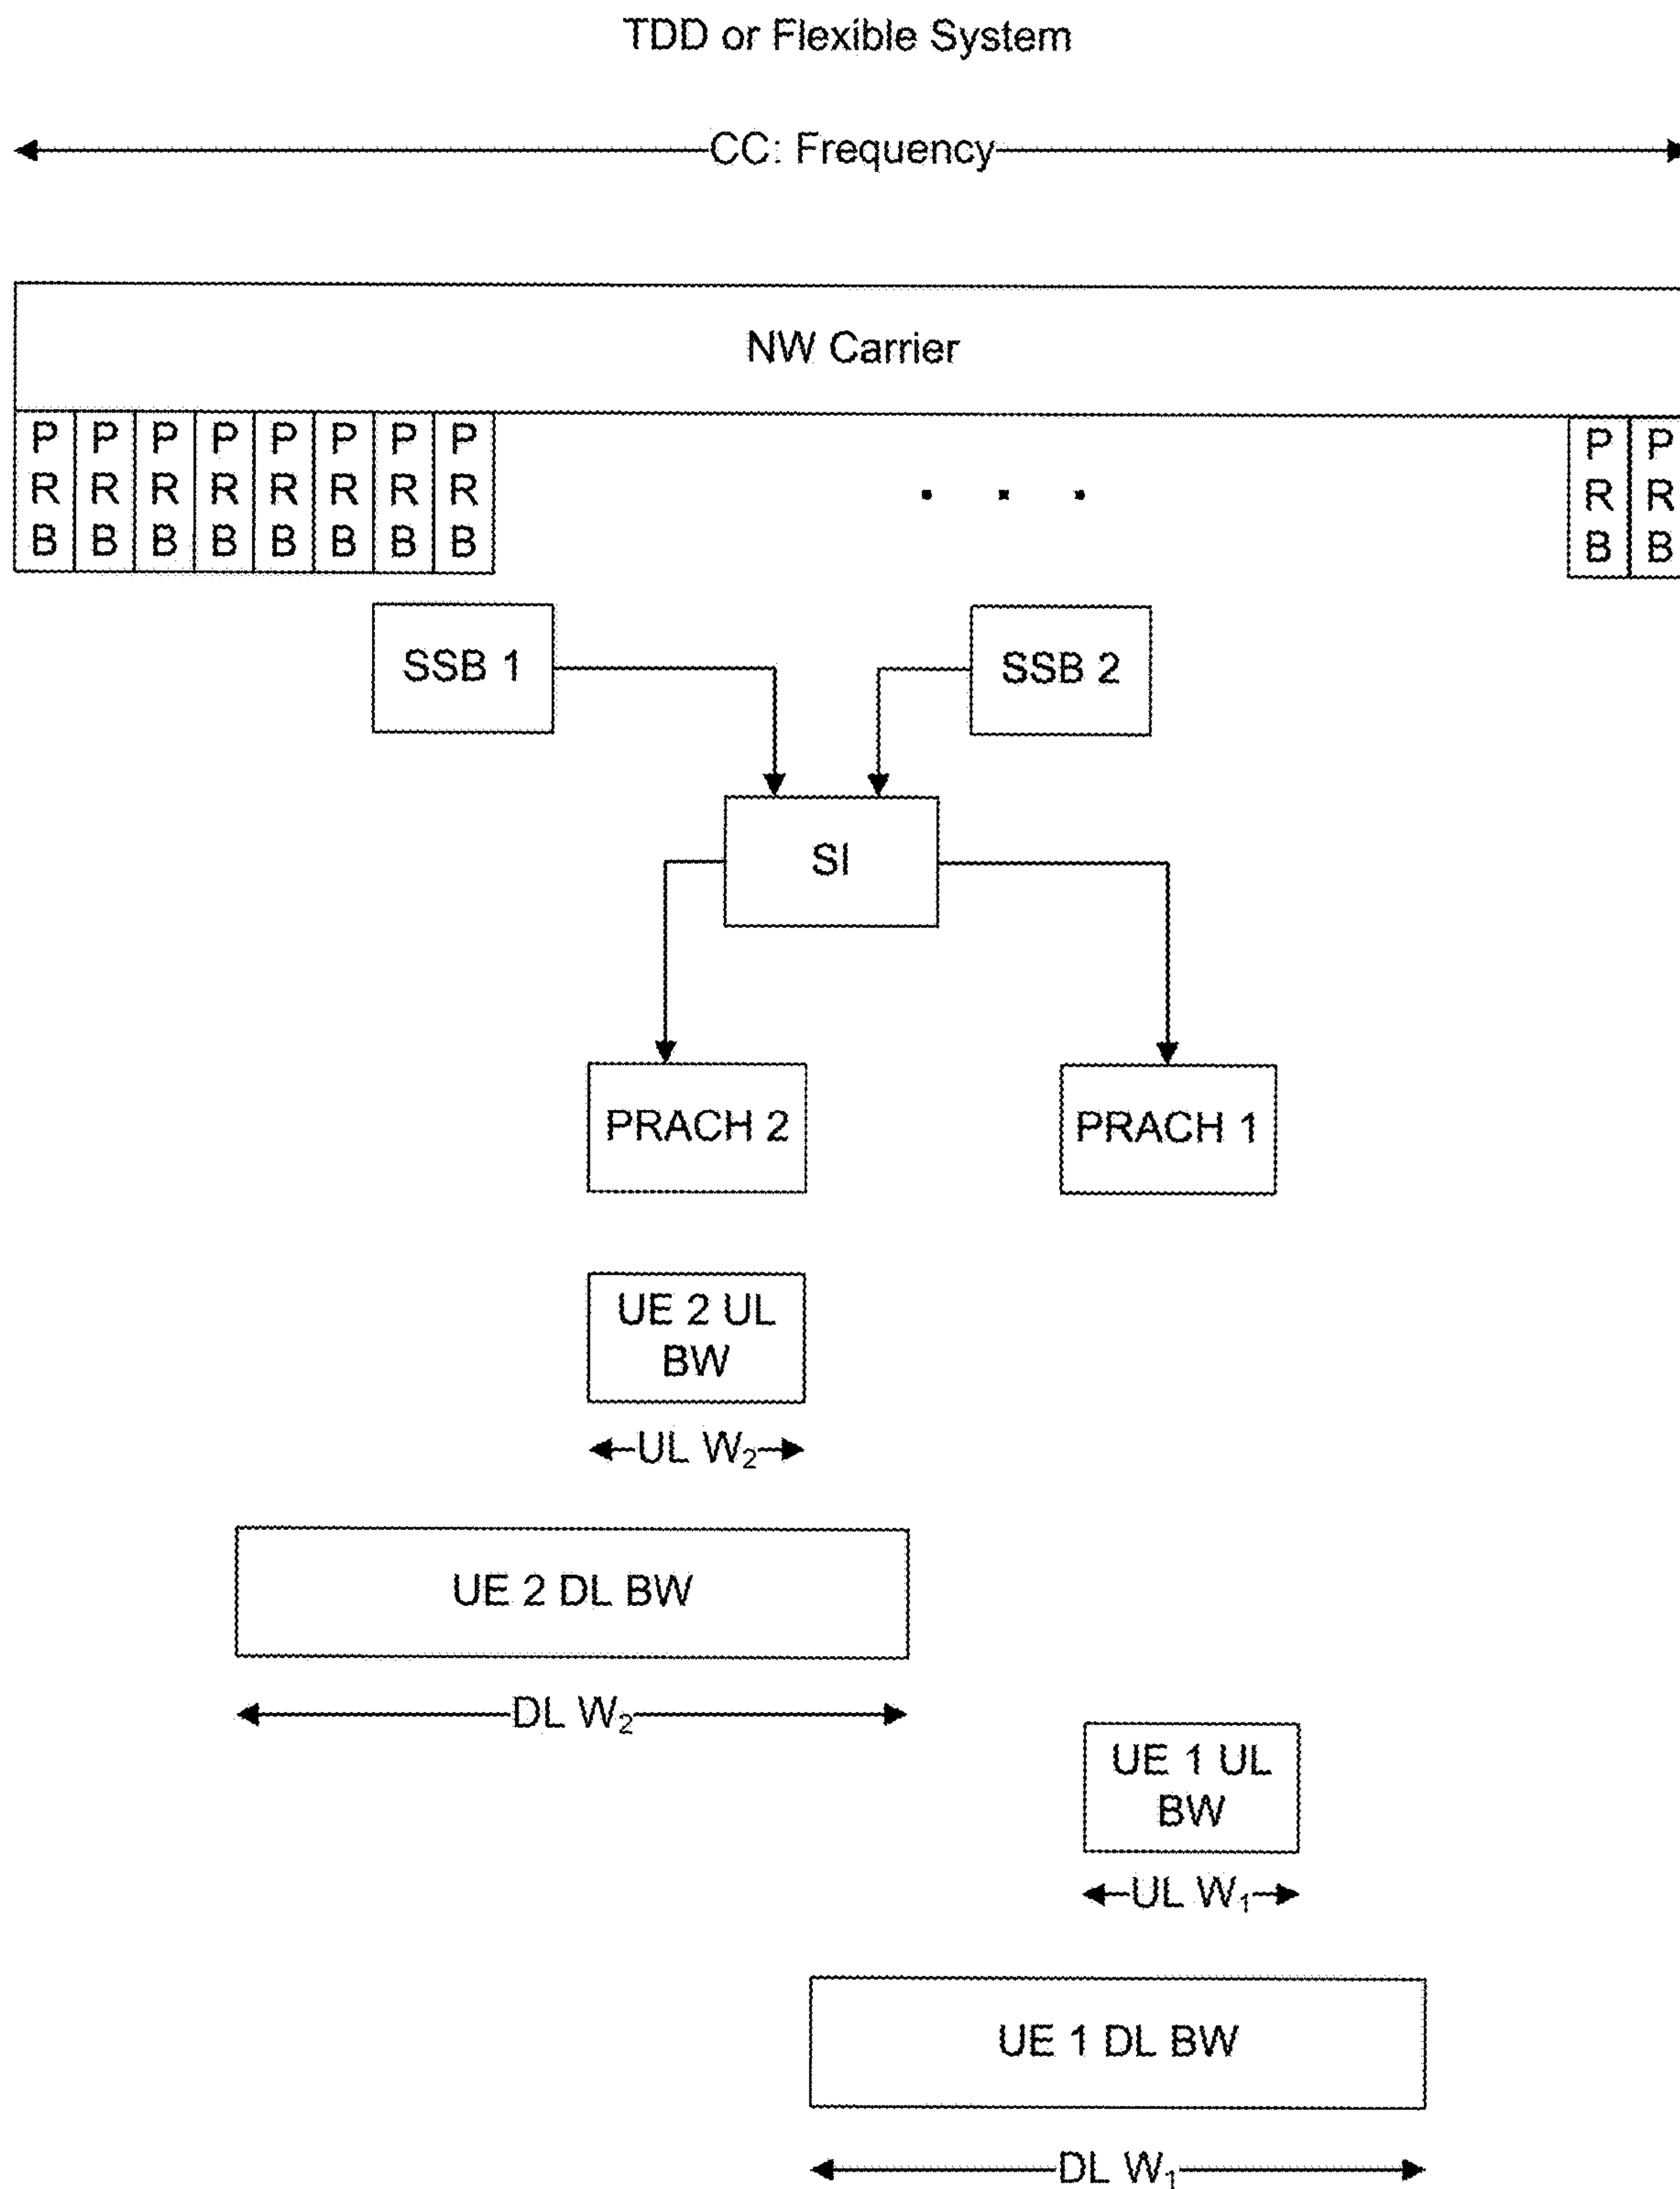 TDD or Flexible System
CC: Frequency
NW Carrier
P P P P P P P P P P
R R R R R R R R R R
B B B B B B B B B B
. . .
SSB 1 SSB 2
SI
PRACH 2 PRACH 1
UE 2 UL
BW
UL W₂
UE 2 DL BW
DL W₂
UE 1 UL
BW
UL W₁
UE 1 DL BW
DL W₁